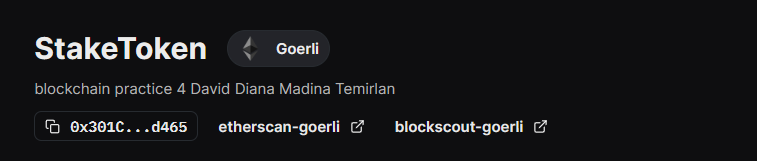 StakeToken Goerli
blockchain practice 4 David Diana Madina Temirlan
0x301C...d465 etherscan-goerli blockscout-goerli